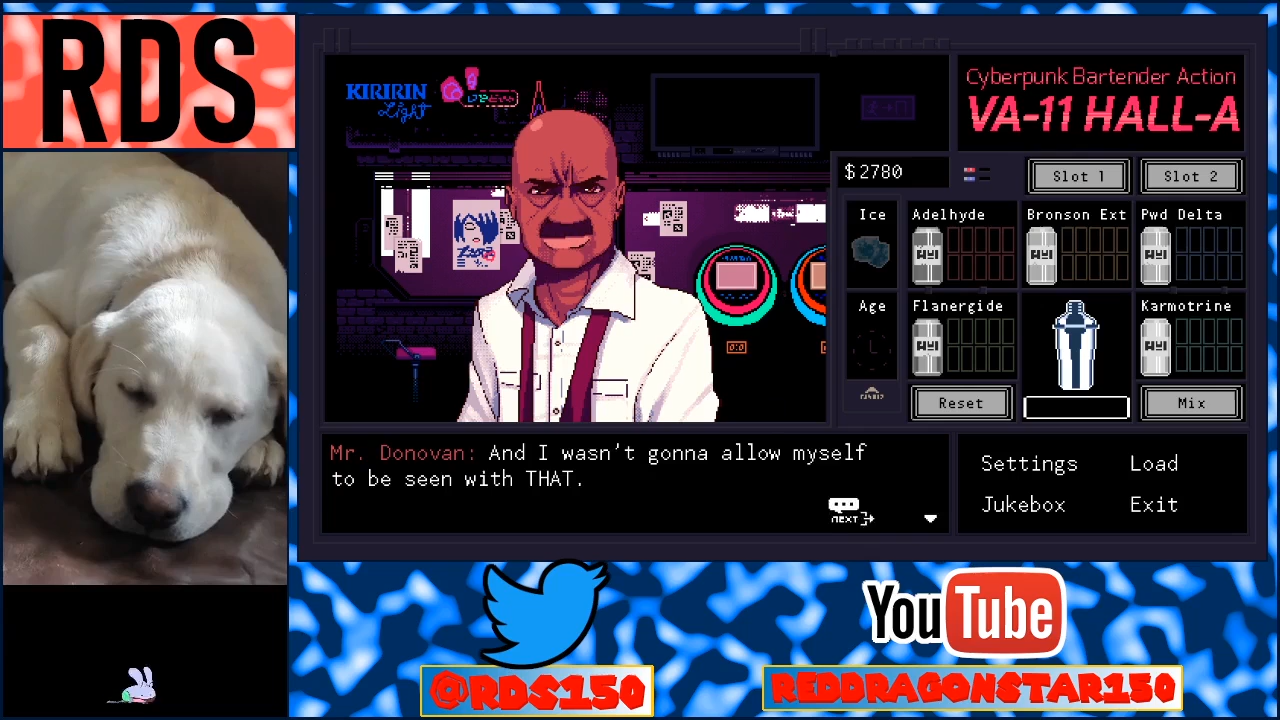 RDS
KIRIRIN
Light
Cyberpunk Bartender Action
VA-11 HALL-A
$2780
Slot 1
Slot 2
Ice
Adelhyde
Bronson Ext
Pwd Delta
Age
Flanergide
Karmotrine
Reset
Mix
Mr. Donovan: And I wasn't gonna allow myself
to be seen with THAT.
NEXT
Settings
Load
Jukebox
Exit
YouTube
@RDS150
REDDRAGONSTAR150